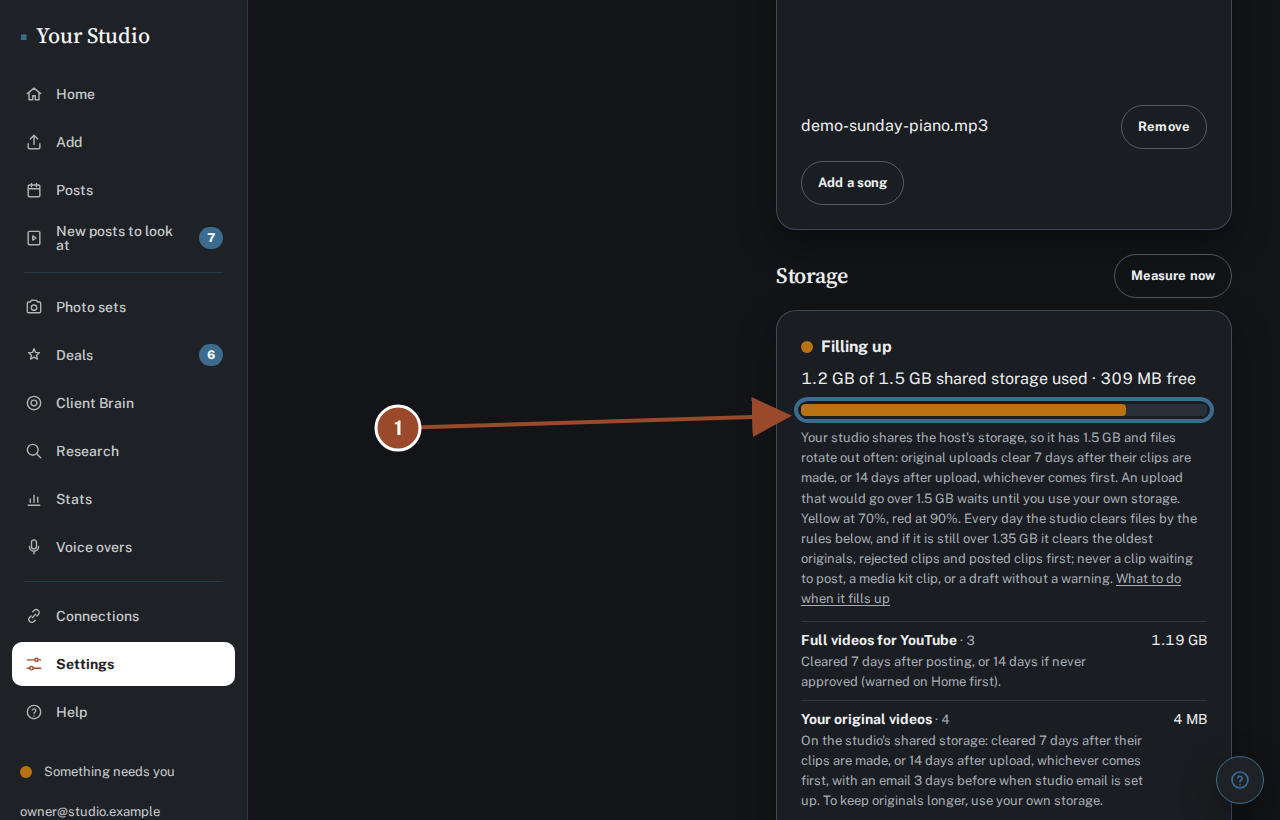 Your Studio
Home
Add
Posts
New posts to look
at
7
Photo sets
Deals
6
Client Brain
Research
Stats
Voice overs
Connections
Settings
Help
Something needs you
owner@studio.example
demo-sunday-piano.mp3
Remove
Add a song
Storage
Measure now
Filling up
1.2 GB of 1.5 GB shared storage used · 309 MB free
1
Your studio shares the host's storage, so it has 1.5 GB and files
rotate out often: original uploads clear 7 days after their clips are
made, or 14 days after upload, whichever comes first. An upload
that would go over 1.5 GB waits until you use your own storage.
Yellow at 70%, red at 90%. Every day the studio clears files by the
rules below, and if it is still over 1.35 GB it clears the oldest
originals, rejected clips and posted clips first; never a clip waiting
to post, a media kit clip, or a draft without a warning. What to do
when it fills up
Full videos for YouTube · 3
1.19 GB
Cleared 7 days after posting, or 14 days if never
approved (warned on Home first).
Your original videos · 4
4 MB
On the studio's shared storage: cleared 7 days after their
clips are made, or 14 days after upload, whichever comes
first, with an email 3 days before when studio email is set
up. To keep originals longer, use your own storage.